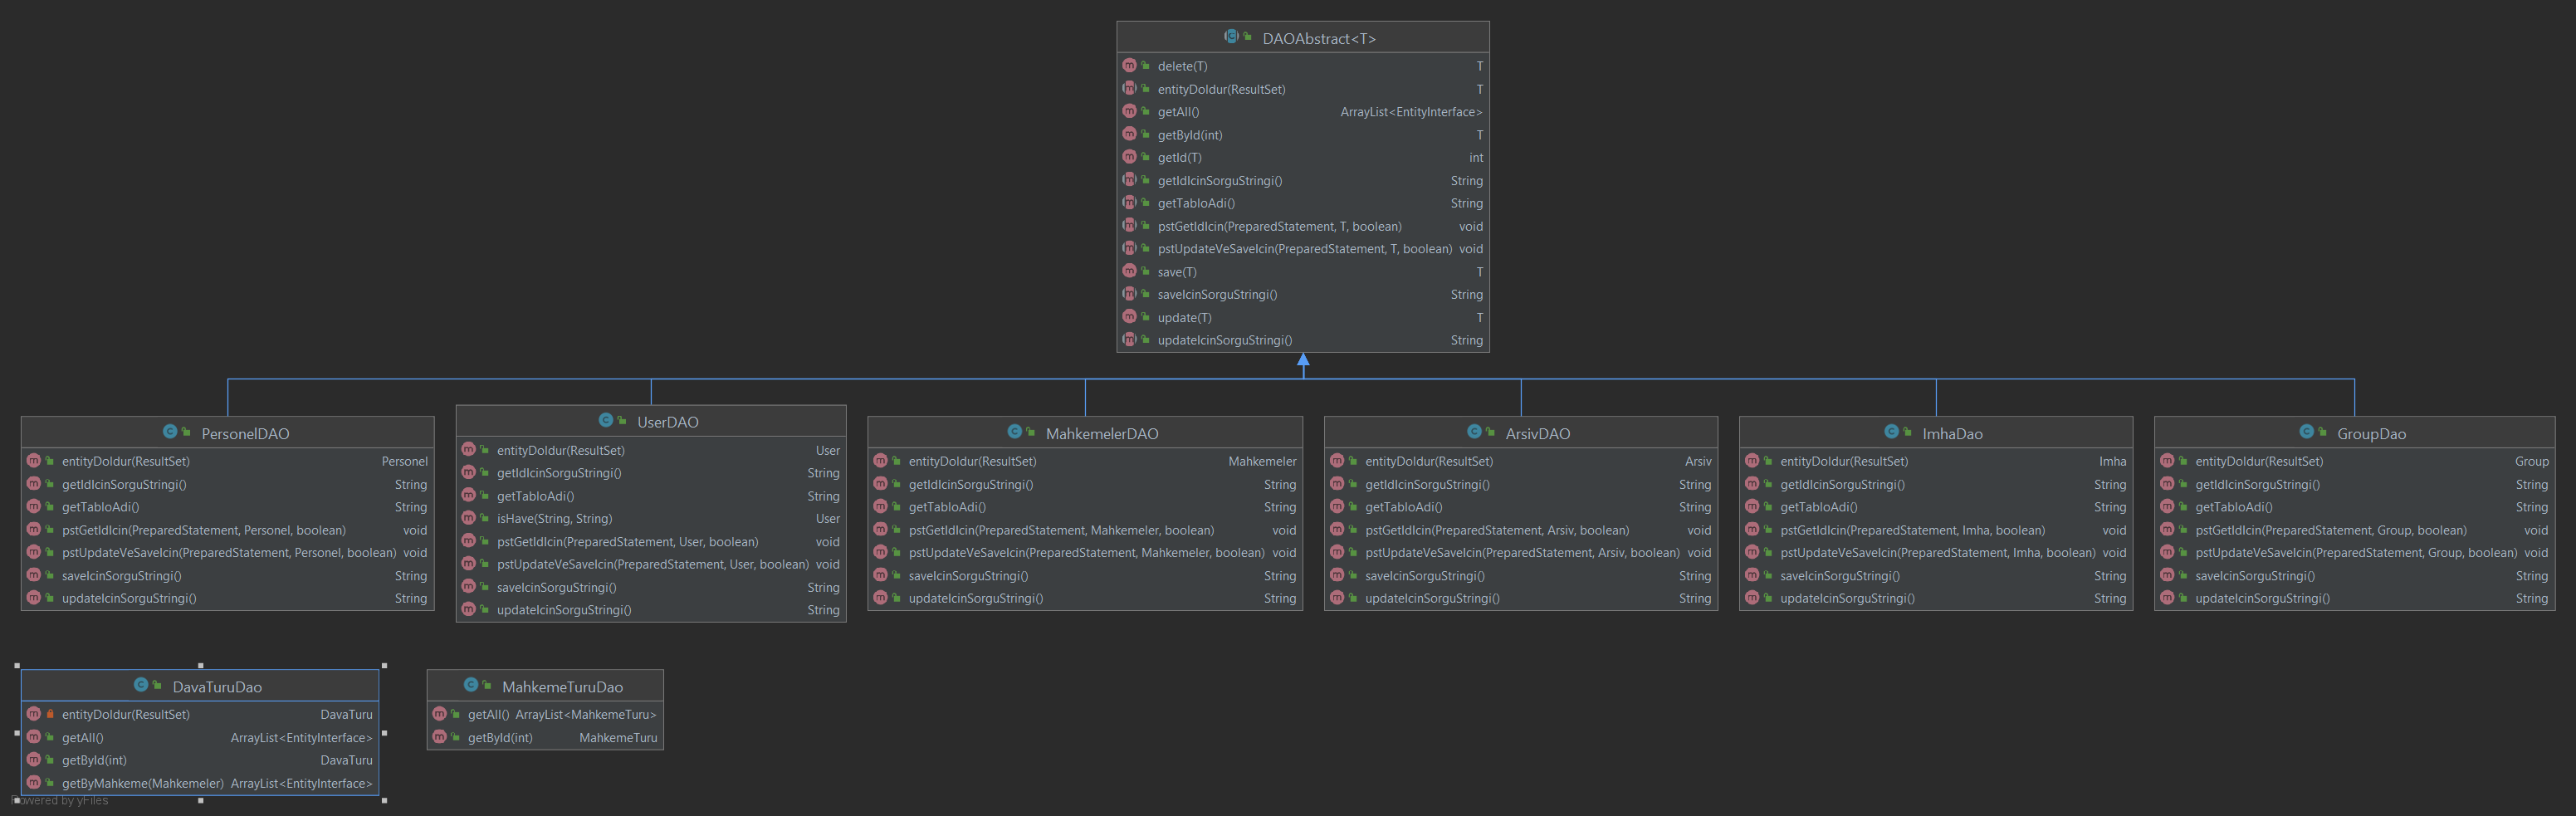 DAOAbstract<T>
delete(T) T
entityDoldur(ResultSet) T
getAll() ArrayList<EntityInterface>
getById(int) T
getId(T) int
getIdIcinSorguStringi() String
getTabloAdi() String
pstGetIdIcin(PreparedStatement, T, boolean) void
pstUpdateVeSaveIcin(PreparedStatement, T, boolean) void
save(T) T
saveIcinSorguStringi() String
update(T) T
updateIcinSorguStringi() String
PersonelDAO
entityDoldur(ResultSet) Personel
getIdIcinSorguStringi() String
getTabloAdi() String
pstGetIdIcin(PreparedStatement, Personel, boolean) void
pstUpdateVeSaveIcin(PreparedStatement, Personel, boolean) void
saveIcinSorguStringi() String
updateIcinSorguStringi() String
UserDAO
entityDoldur(ResultSet) User
getIdIcinSorguStringi() String
getTabloAdi() String
isHave(String, String) User
pstGetIdIcin(PreparedStatement, User, boolean) void
pstUpdateVeSaveIcin(PreparedStatement, User, boolean) void
saveIcinSorguStringi() String
updateIcinSorguStringi() String
MahkemelerDAO
entityDoldur(ResultSet) Mahkemeler
getIdIcinSorguStringi() String
getTabloAdi() String
pstGetIdIcin(PreparedStatement, Mahkemeler, boolean) void
pstUpdateVeSaveIcin(PreparedStatement, Mahkemeler, boolean) void
saveIcinSorguStringi() String
updateIcinSorguStringi() String
ArsivDAO
entityDoldur(ResultSet) Arsiv
getIdIcinSorguStringi() String
getTabloAdi() String
pstGetIdIcin(PreparedStatement, Arsiv, boolean) void
pstUpdateVeSaveIcin(PreparedStatement, Arsiv, boolean) void
saveIcinSorguStringi() String
updateIcinSorguStringi() String
ImhaDao
entityDoldur(ResultSet) Imha
getIdIcinSorguStringi() String
getTabloAdi() String
pstGetIdIcin(PreparedStatement, Imha, boolean) void
pstUpdateVeSaveIcin(PreparedStatement, Imha, boolean) void
saveIcinSorguStringi() String
updateIcinSorguStringi() String
GroupDao
entityDoldur(ResultSet) Group
getIdIcinSorguStringi() String
getTabloAdi() String
pstGetIdIcin(PreparedStatement, Group, boolean) void
pstUpdateVeSaveIcin(PreparedStatement, Group, boolean) void
saveIcinSorguStringi() String
updateIcinSorguStringi() String
DavaTuruDao
entityDoldur(ResultSet) DavaTuru
getAll() ArrayList<EntityInterface>
getById(int) DavaTuru
getByMahkeme(Mahkemeler) ArrayList<EntityInterface>
MahkemeTuruDao
getAll() ArrayList<MahkemeTuru>
getById(int) MahkemeTuru
Powered by yFiles